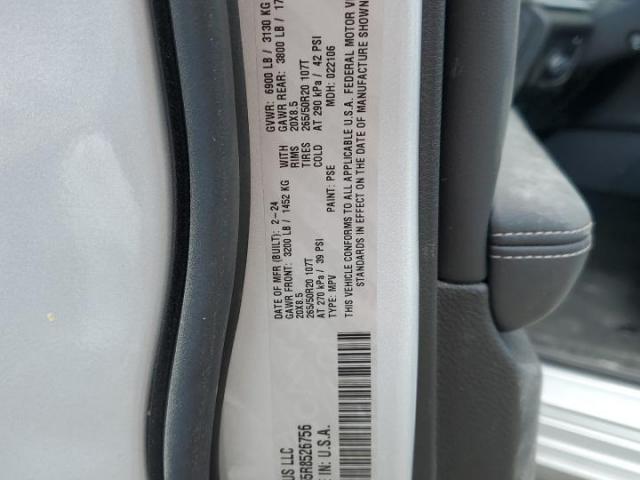 US LLC
DATE OF MFR (BUILT): 2-24 GVWR: 6900 LB / 3130 KG
GAWR FRONT: 3200 LB / 1452 KG WITH GAWR REAR: 3800 LB / 17
20X8.5 RIMS 20X8.5
265/50R20 107T TIRES 265/50R20 107T
AT 270 kPa / 39 PSI COLD AT 290 kPa / 42 PSI
TYPE: MPV PAINT: PSE MDH: 022106
THIS VEHICLE CONFORMS TO ALL APPLICABLE U.S.A. FEDERAL MOTOR
STANDARDS IN EFFECT ON THE DATE OF MANUFACTURE SHOWN
5R8526756
IN: U.S.A.